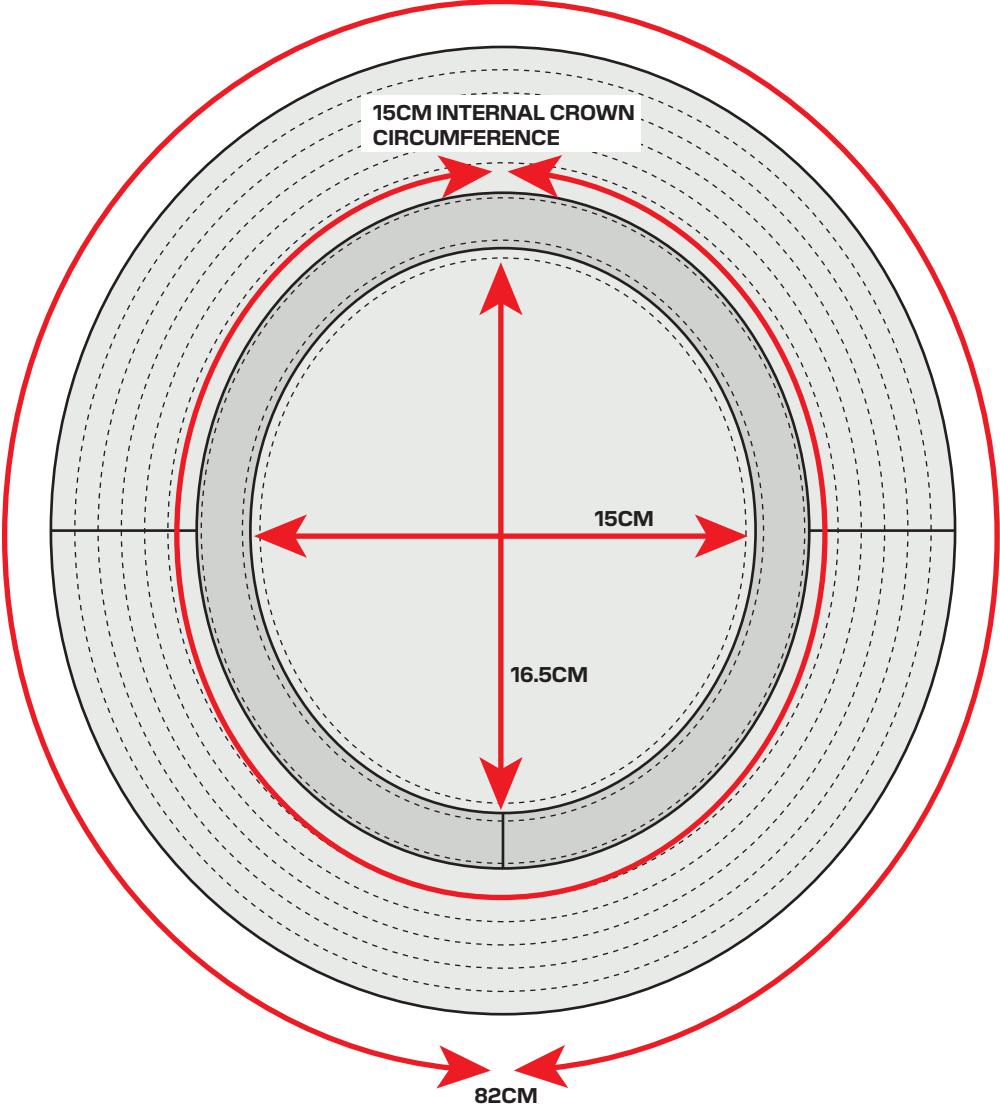 15CM INTERNAL CROWN
CIRCUMFERENCE
15CM
16.5CM
82CM